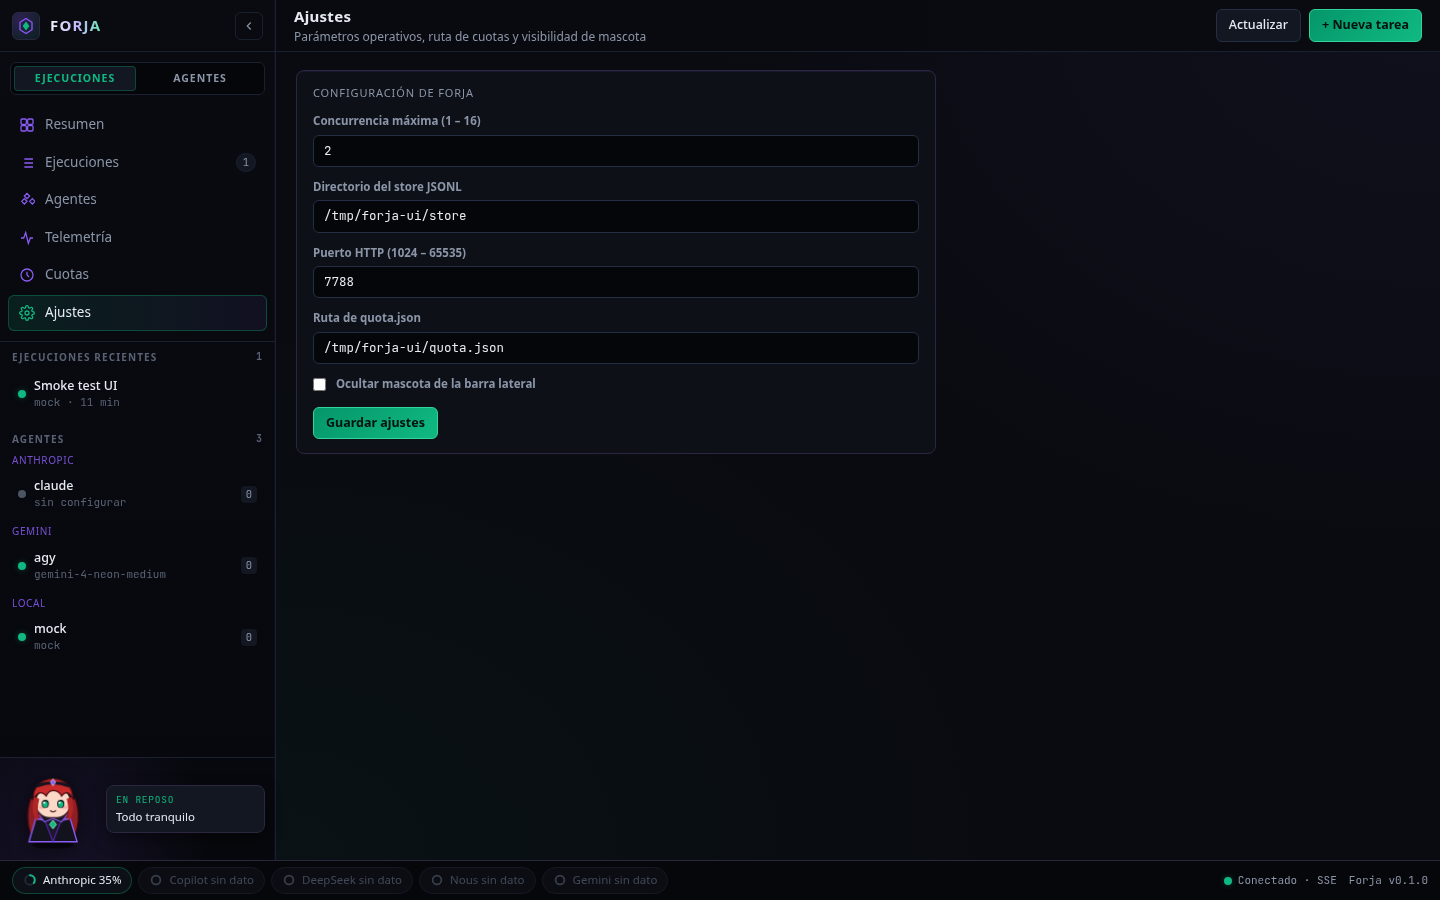 FORJA
EJECUCIONES
AGENTES
Resumen
Ejecuciones
1
Agentes
Telemetría
Cuotas
Ajustes
EJECUCIONES RECIENTES
1
Smoke test UI
mock · 11 min
AGENTES
3
ANTHROPIC
claude
sin configurar
0
GEMINI
agy
gemini-4-neon-medium
0
LOCAL
mock
mock
0
EN REPOSO
Todo tranquilo
Ajustes
Parámetros operativos, ruta de cuotas y visibilidad de mascota
Actualizar
+ Nueva tarea
CONFIGURACIÓN DE FORJA
Concurrencia máxima (1 – 16)
2
Directorio del store JSONL
/tmp/forja-ui/store
Puerto HTTP (1024 – 65535)
7788
Ruta de quota.json
/tmp/forja-ui/quota.json
Ocultar mascota de la barra lateral
Guardar ajustes
Anthropic 35%
Copilot sin dato
DeepSeek sin dato
Nous sin dato
Gemini sin dato
Conectado · SSE
Forja v0.1.0